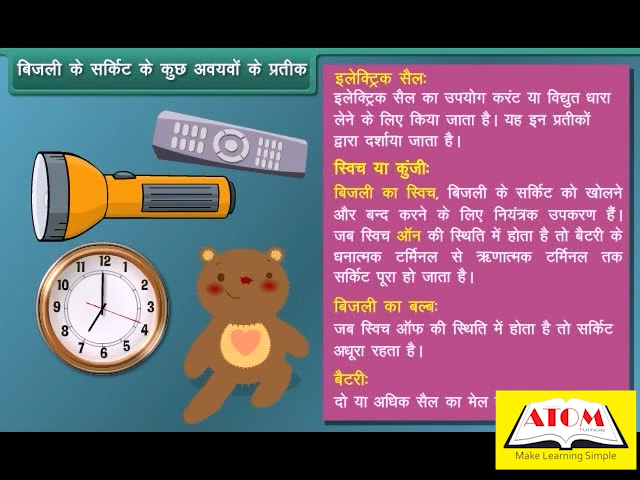 बिजली के सर्किट के कुछ अवयवों के प्रतीक
इलेक्ट्रिक सैलः
इलेक्ट्रिक सैल का उपयोग करंट या विद्युत धारा
लेने के लिए किया जाता है। यह इन प्रतीकों
द्वारा दर्शाया जाता है।
स्विच या कुंजीः
बिजली का स्विच, बिजली के सर्किट को खोलने
और बन्द करने के लिए नियंत्रक उपकरण हैं।
जब स्विच ऑन की स्थिति में होता है तो बैटरी के
धनात्मक टर्मिनल से ऋणात्मक टर्मिनल तक
सर्किट पूरा हो जाता है।
बिजली का बल्बः
जब स्विच ऑफ की स्थिति में होता है तो सर्किट
अधूरा रहता है।
बैटरीः
दो या अधिक सैल का मेल
12
1
2
3
4
5
6
7
8
9
10
11
ATOM
TUITION
Make Learning Simple